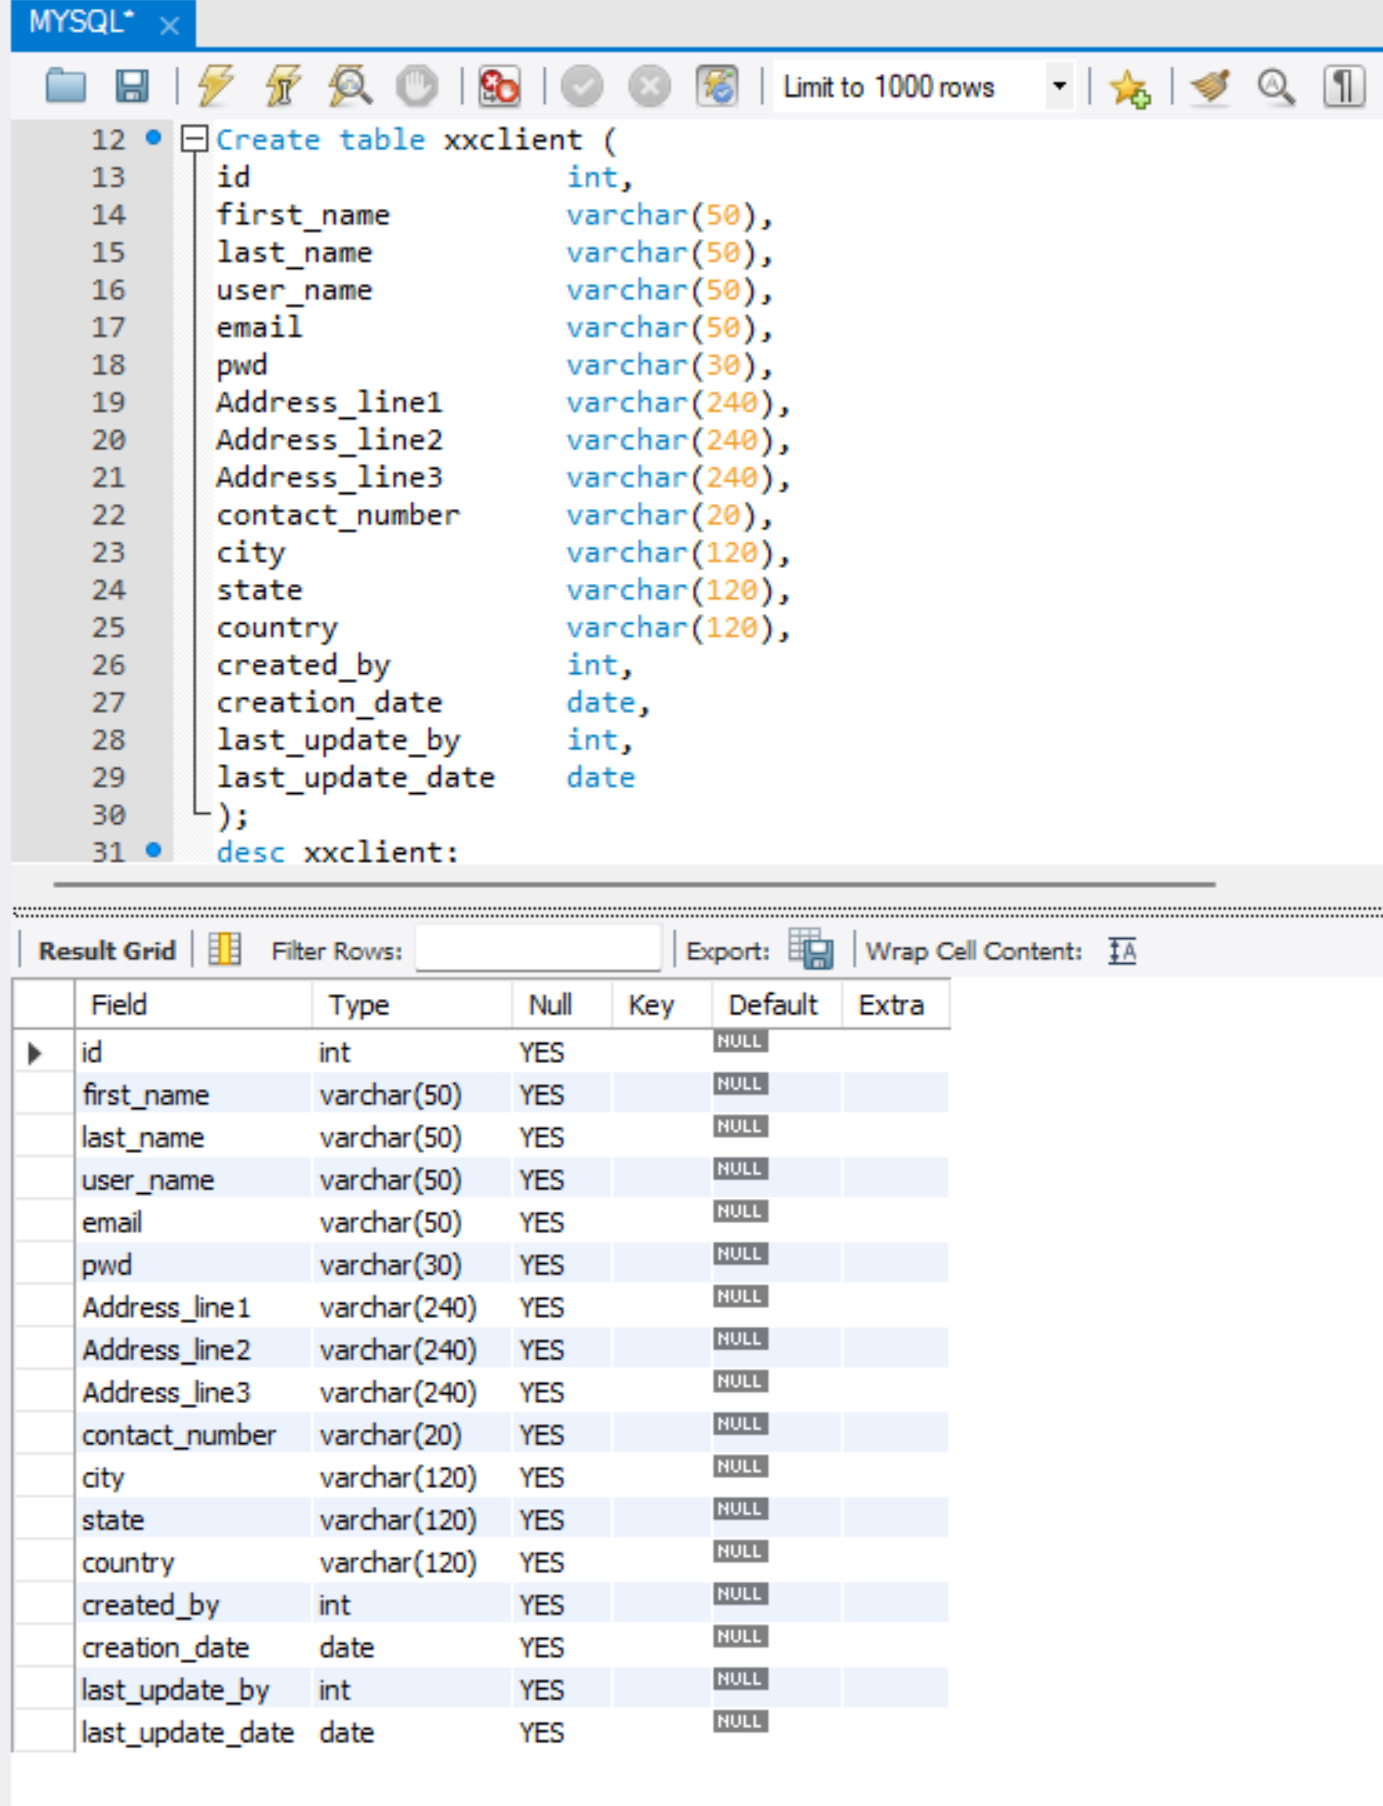 MYSQL* ×
Limit to 1000 rows
12 Create table xxclient (
13 id int,
14 first_name varchar(50),
15 last_name varchar(50),
16 user_name varchar(50),
17 email varchar(50),
18 pwd varchar(30),
19 Address_line1 varchar(240),
20 Address_line2 varchar(240),
21 Address_line3 varchar(240),
22 contact_number varchar(20),
23 city varchar(120),
24 state varchar(120),
25 country varchar(120),
26 created_by int,
27 creation_date date,
28 last_update_by int,
29 last_update_date date
30 );
31 desc xxclient;
Result Grid Filter Rows: Export: Wrap Cell Content:
Field Type Null Key Default Extra
id int YES NULL
first_name varchar(50) YES NULL
last_name varchar(50) YES NULL
user_name varchar(50) YES NULL
email varchar(50) YES NULL
pwd varchar(30) YES NULL
Address_line1 varchar(240) YES NULL
Address_line2 varchar(240) YES NULL
Address_line3 varchar(240) YES NULL
contact_number varchar(20) YES NULL
city varchar(120) YES NULL
state varchar(120) YES NULL
country varchar(120) YES NULL
created_by int YES NULL
creation_date date YES NULL
last_update_by int YES NULL
last_update_date date YES NULL